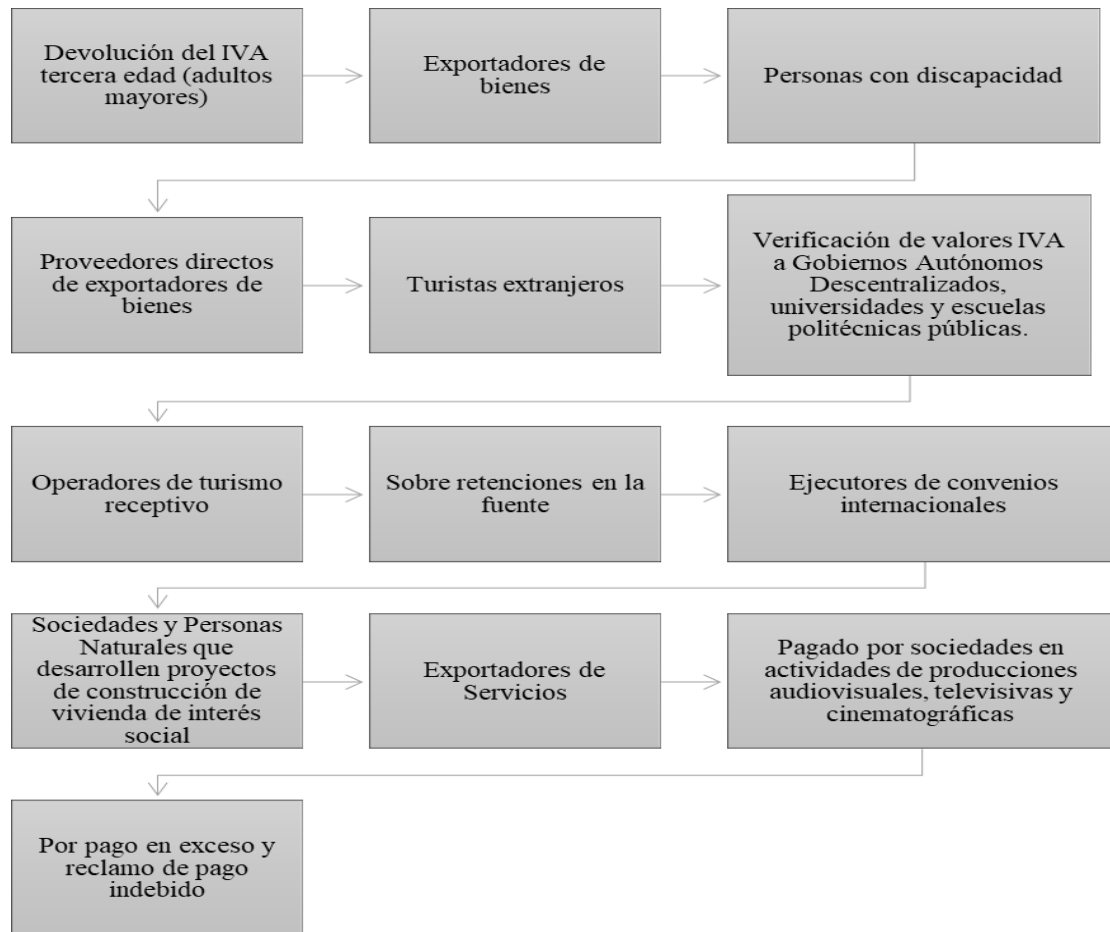 Devolución del IVA
tercera edad (adultos
mayores)
Exportadores de
bienes
Personas con discapacidad
Proveedores directos
de exportadores de
bienes
Turistas extranjeros
Verificación de valores IVA
a Gobiernos Autónomos
Descentralizados,
universidades y escuelas
politécnicas públicas.
Operadores de turismo
receptivo
Sobre retenciones en la
fuente
Ejecutores de convenios
internacionales
Sociedades y Personas
Naturales que
desarrollen proyectos
de construcción de
vivienda de interés
social
Exportadores de
Servicios
Pagado por sociedades en
actividades de producciones
audiovisuales, televisivas y
cinematográficas
Por pago en exceso y
reclamo de pago
indebido